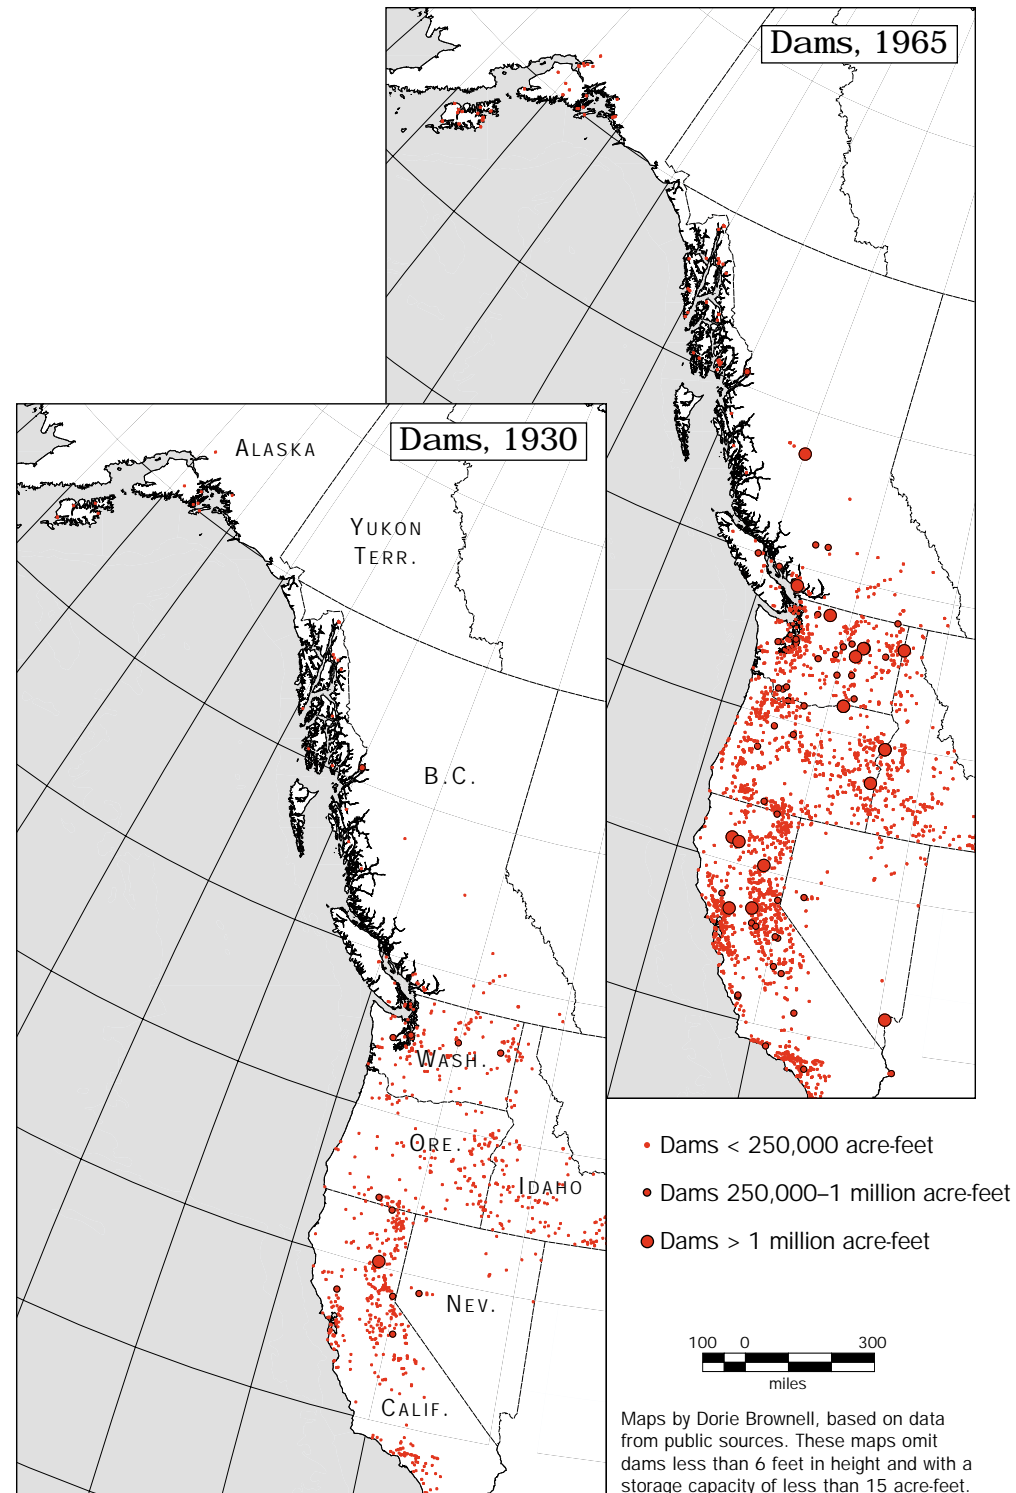 Dams, 1965
Dams, 1930
ALASKA
YUKON
TERR.
B.C.
WASH.
ORE.
IDAHO
NEV.
CALIF.
Dams < 250,000 acre-feet
Dams 250,000–1 million acre-feet
Dams > 1 million acre-feet
100 0 300
miles
Maps by Dorie Brownell, based on data
from public sources. These maps omit
dams less than 6 feet in height and with a
storage capacity of less than 15 acre-feet.